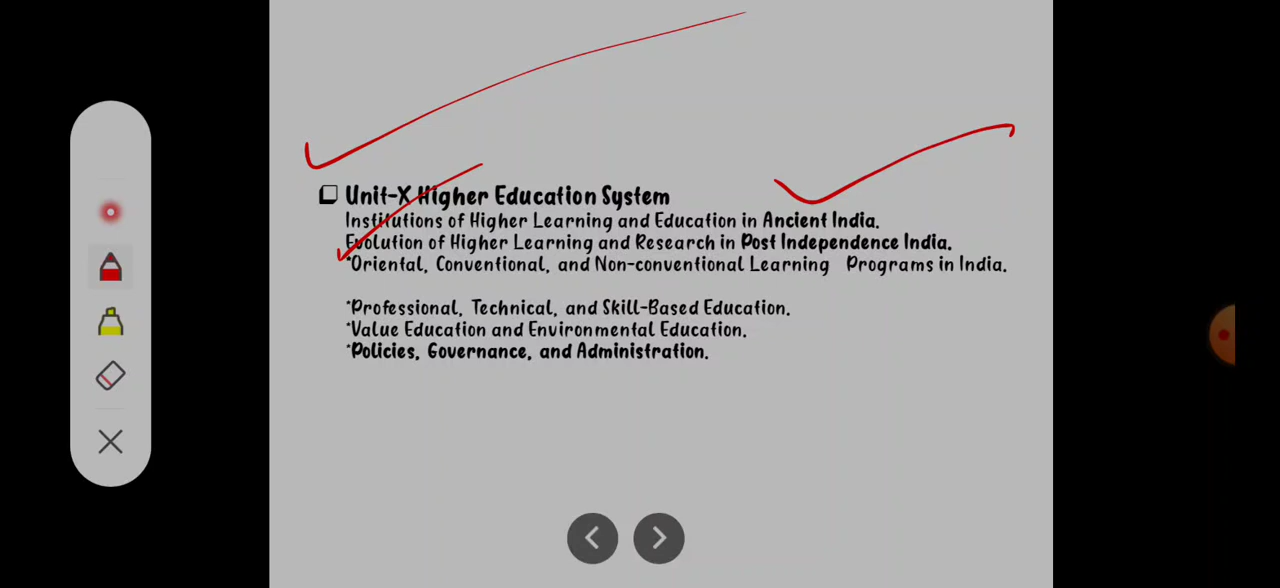 Unit-X Higher Education System
Institutions of Higher Learning and Education in Ancient India.
Evolution of Higher Learning and Research in Post Independence India.
*Oriental, Conventional, and Non-conventional Learning Programs in India.
*Professional, Technical, and Skill-Based Education.
*Value Education and Environmental Education.
*Policies, Governance, and Administration.